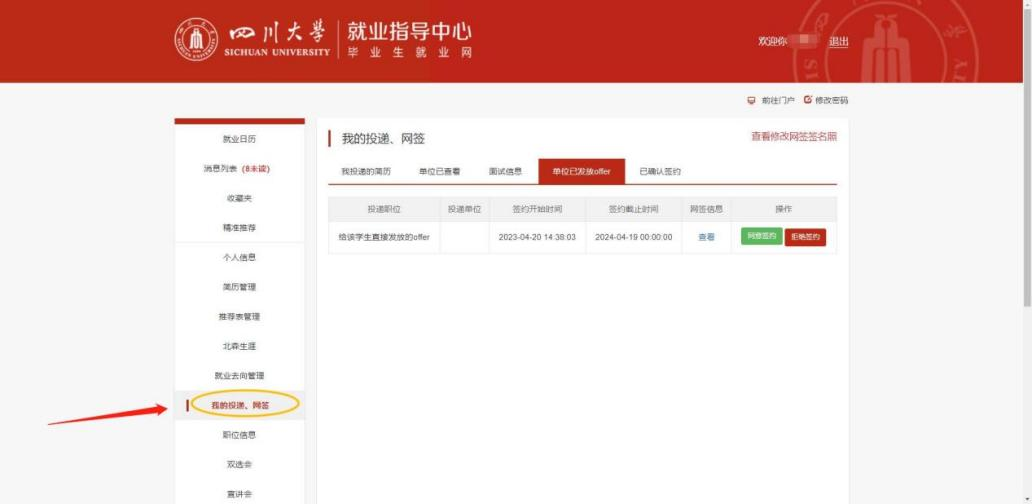 四川大学 就业指导中心
SICHUAN UNIVERSITY 毕业生就业网
欢迎你 退出
前往门户 修改密码
就业日历
消息列表 (8未读)
收藏夹
精准推荐
个人信息
简历管理
推荐表管理
北森生涯
就业去向管理
我的投递、网签
职位信息
双选会
宣讲会
我的投递、网签 查看修改网签签名照
我投递的简历 单位已查看 面试信息 单位已发放offer 已确认签约
投递职位 投递单位 签约开始时间 签约截止时间 网签信息 操作
给该学生直接发放的offer 2023-04-20 14:38:03 2024-04-19 00:00:00 查看 同意签约 拒绝签约